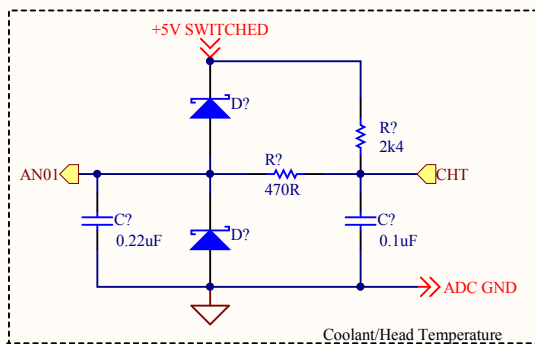 +5V SWITCHED
D?
R?
2k4
AN01
R?
470R
CHT
C?
0.22uF
D?
C?
0.1uF
ADC GND
Coolant/Head Temperature